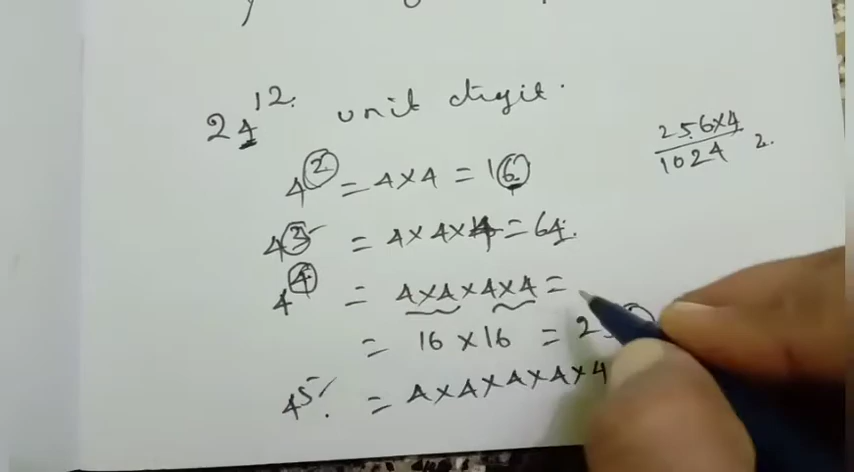 24^12. unit digit.
256×4
1024 2.
4^2 = 4×4 = 16
4^3 = 4×4×4 = 64.
4^4 = 4×4×4×4 =
= 16 × 16 = 2
4^5. = 4×4×4×4×4